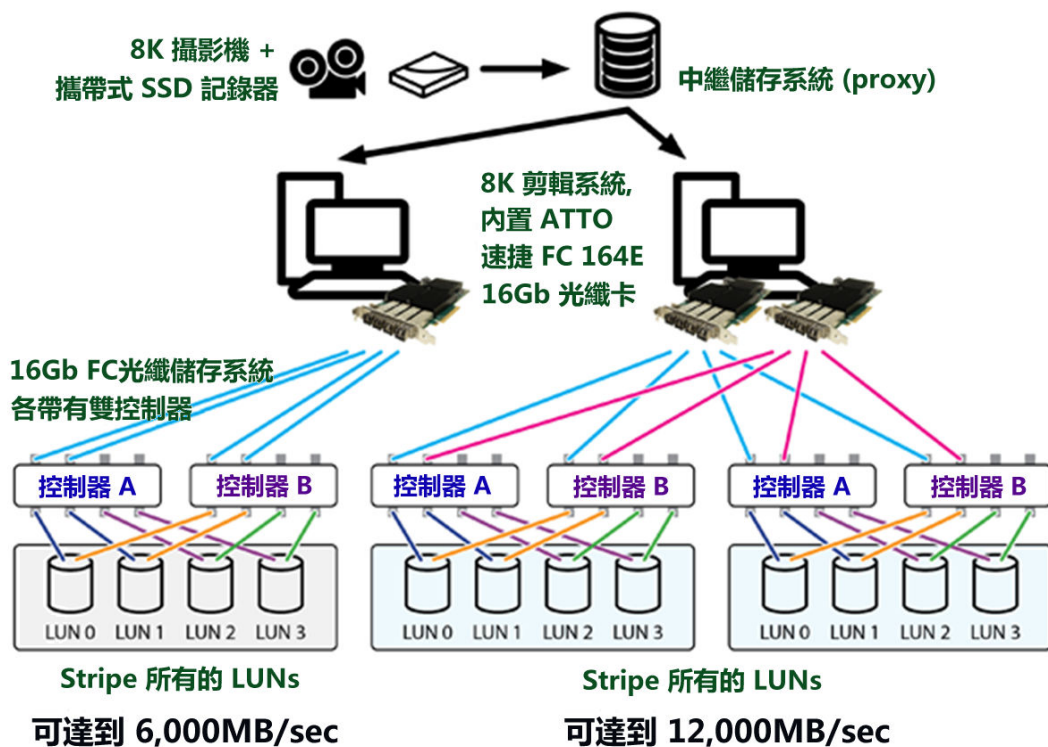 8K 攝影機 +
攜帶式 SSD 記錄器
中繼儲存系統 (proxy)
8K 剪輯系統,
內置 ATTO
速捷 FC 164E
16Gb 光纖卡
16Gb FC光纖儲存系統
各帶有雙控制器
控制器 A
控制器 B
控制器 A
控制器 B
控制器 A
控制器 B
LUN 0 LUN 1 LUN 2 LUN 3
LUN 0 LUN 1 LUN 2 LUN 3
LUN 0 LUN 1 LUN 2 LUN 3
Stripe 所有的 LUNs
Stripe 所有的 LUNs
可達到 6,000MB/sec
可達到 12,000MB/sec